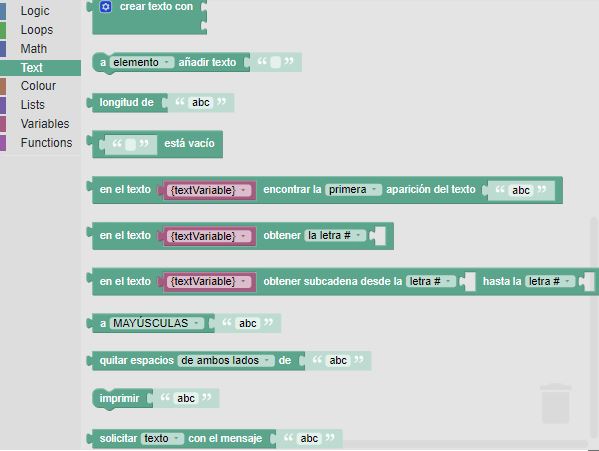 Logic
Loops
Math
Text
Colour
Lists
Variables
Functions
crear texto con
a elemento añadir texto “ ”
longitud de “ abc ”
“ ” está vacío
en el texto {textVariable} encontrar la primera aparición del texto “ abc ”
en el texto {textVariable} obtener la letra #
en el texto {textVariable} obtener subcadena desde la letra # hasta la letra #
a MAYÚSCULAS “ abc ”
quitar espacios de ambos lados de “ abc ”
imprimir “ abc ”
solicitar texto con el mensaje “ abc ”